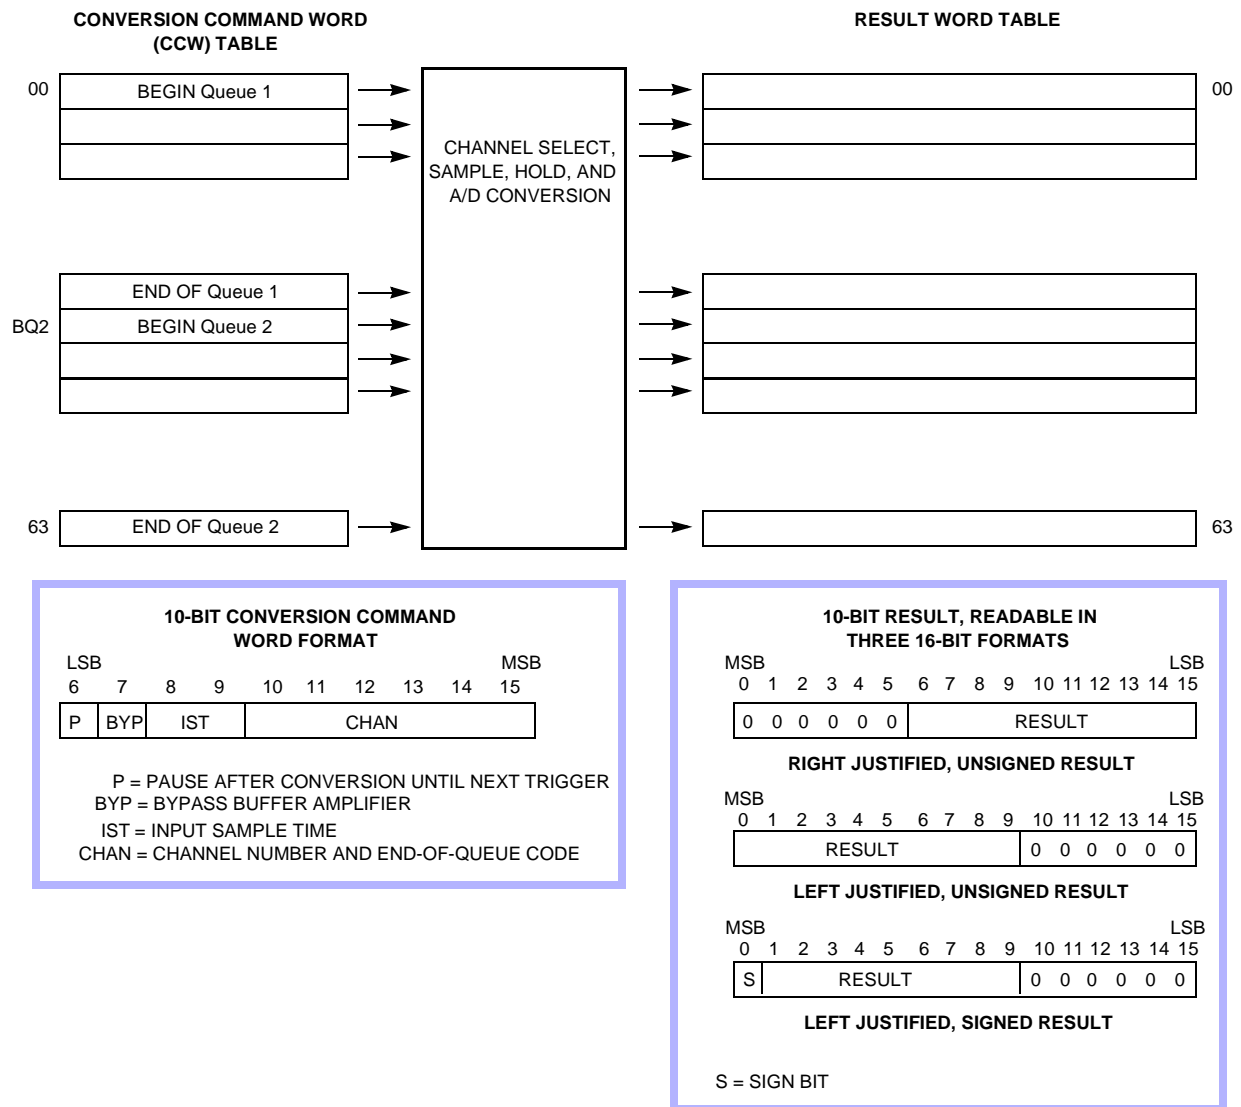 CONVERSION COMMAND WORD
(CCW) TABLE
RESULT WORD TABLE
00 BEGIN Queue 1 00
CHANNEL SELECT,
SAMPLE, HOLD, AND
A/D CONVERSION
END OF Queue 1
BQ2 BEGIN Queue 2
63 END OF Queue 2 63
10-BIT CONVERSION COMMAND
WORD FORMAT
LSB MSB
6 7 8 9 10 11 12 13 14 15
P BYP IST CHAN
P = PAUSE AFTER CONVERSION UNTIL NEXT TRIGGER
BYP = BYPASS BUFFER AMPLIFIER
IST = INPUT SAMPLE TIME
CHAN = CHANNEL NUMBER AND END-OF-QUEUE CODE
10-BIT RESULT, READABLE IN
THREE 16-BIT FORMATS
MSB LSB
0 1 2 3 4 5 6 7 8 9 10 11 12 13 14 15
0 0 0 0 0 0 RESULT
RIGHT JUSTIFIED, UNSIGNED RESULT
MSB LSB
0 1 2 3 4 5 6 7 8 9 10 11 12 13 14 15
RESULT 0 0 0 0 0 0
LEFT JUSTIFIED, UNSIGNED RESULT
MSB LSB
0 1 2 3 4 5 6 7 8 9 10 11 12 13 14 15
S RESULT 0 0 0 0 0 0
LEFT JUSTIFIED, SIGNED RESULT
S = SIGN BIT